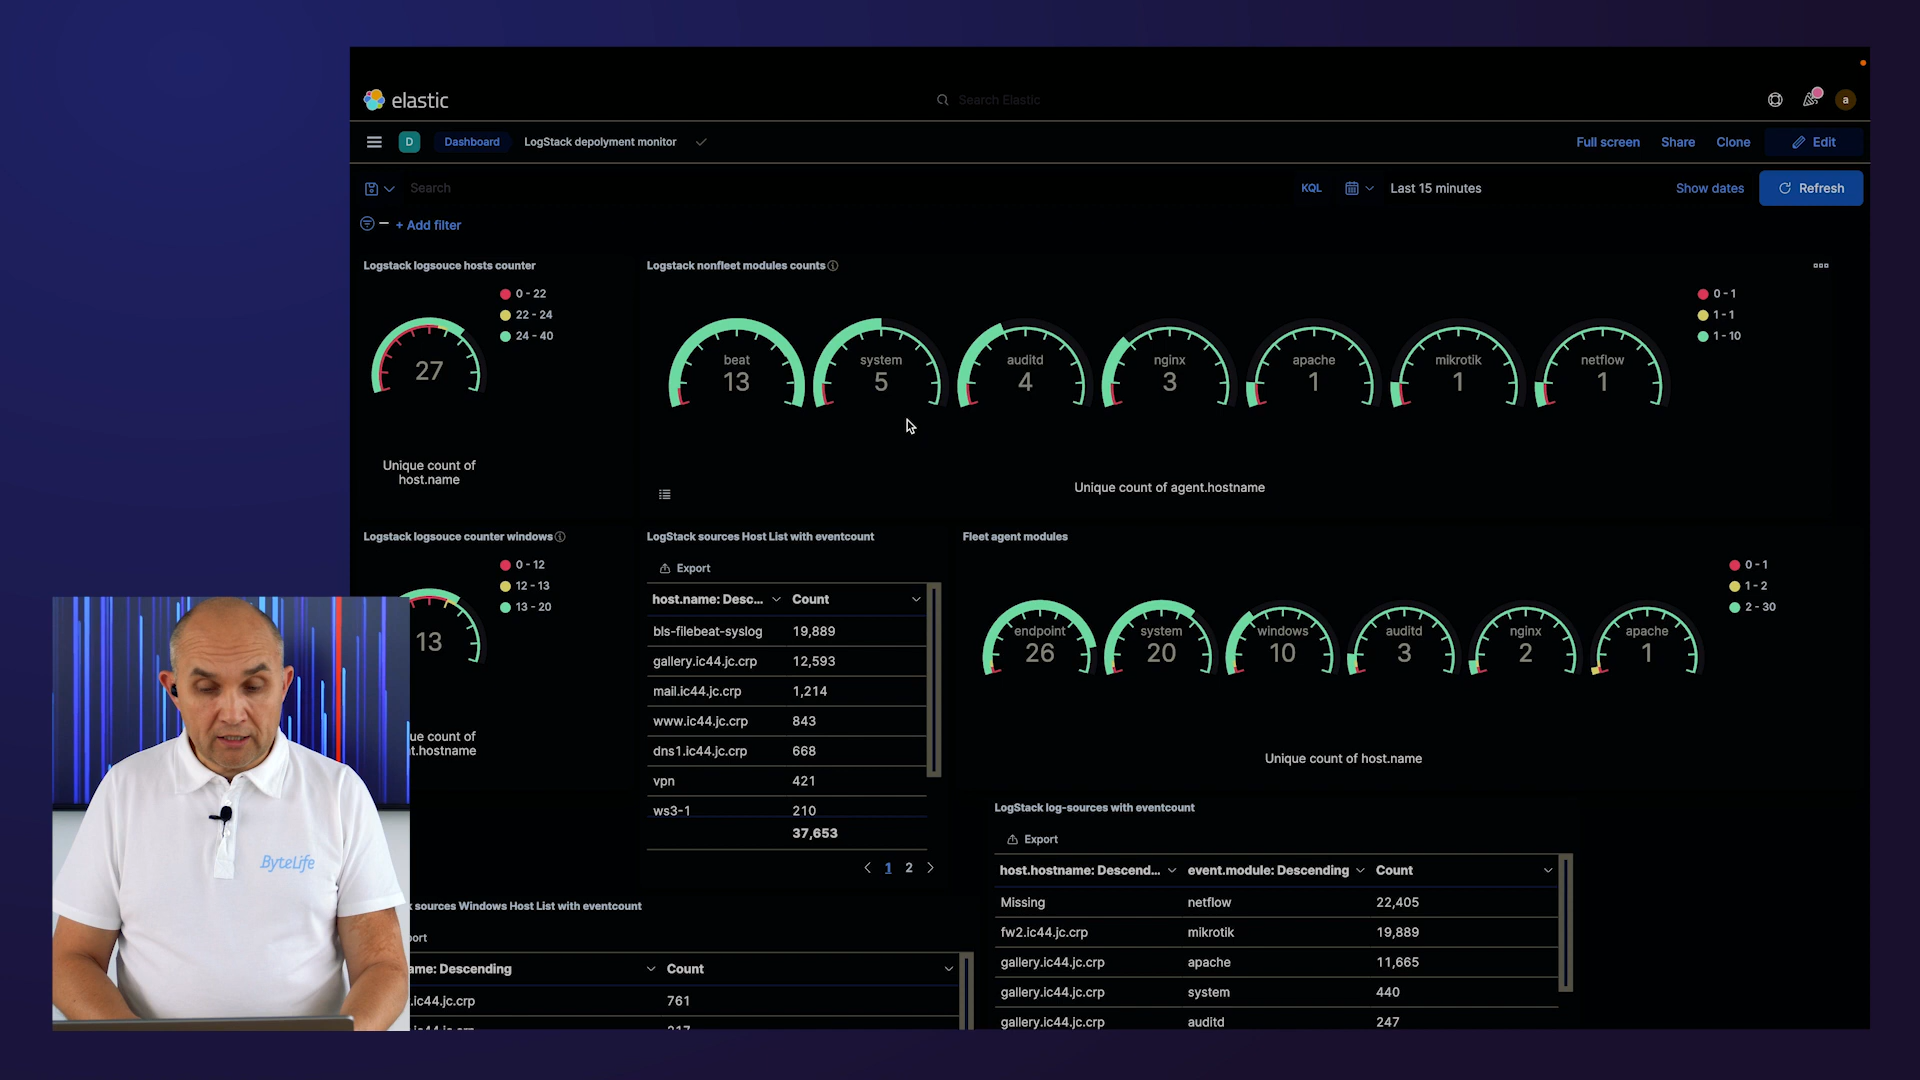 elastic
Search Elastic
a
D
Dashboard
LogStack depolyment monitor
Full screen
Share
Clone
Edit
Search
KQL
Last 15 minutes
Show dates
Refresh
+ Add filter
Logstack logsouce hosts counter
0 - 22
22 - 24
24 - 40
27
Unique count of
host.name
Logstack nonfleet modules counts
0 - 1
1 - 1
1 - 10
beat
13
system
5
auditd
4
nginx
3
apache
1
mikrotik
1
netflow
1
Unique count of agent.hostname
Logstack logsouce counter windows
0 - 12
12 - 13
13 - 20
13
ue count of
t.hostname
LogStack sources Host List with eventcount
Export
host.name: Desc... Count
bls-filebeat-syslog 19,889
gallery.ic44.jc.crp 12,593
mail.ic44.jc.crp 1,214
www.ic44.jc.crp 843
dns1.ic44.jc.crp 668
vpn 421
ws3-1 210
37,653
1 2
Fleet agent modules
0 - 1
1 - 2
2 - 30
endpoint
26
system
20
windows
10
auditd
3
nginx
2
apache
1
Unique count of host.name
LogStack log-sources with eventcount
Export
host.hostname: Descend... event.module: Descending Count
Missing netflow 22,405
fw2.ic44.jc.crp mikrotik 19,889
gallery.ic44.jc.crp apache 11,665
gallery.ic44.jc.crp system 440
gallery.ic44.jc.crp auditd 247
k sources Windows Host List with eventcount
ort
ame: Descending Count
.ic44.jc.crp 761
ByteLife